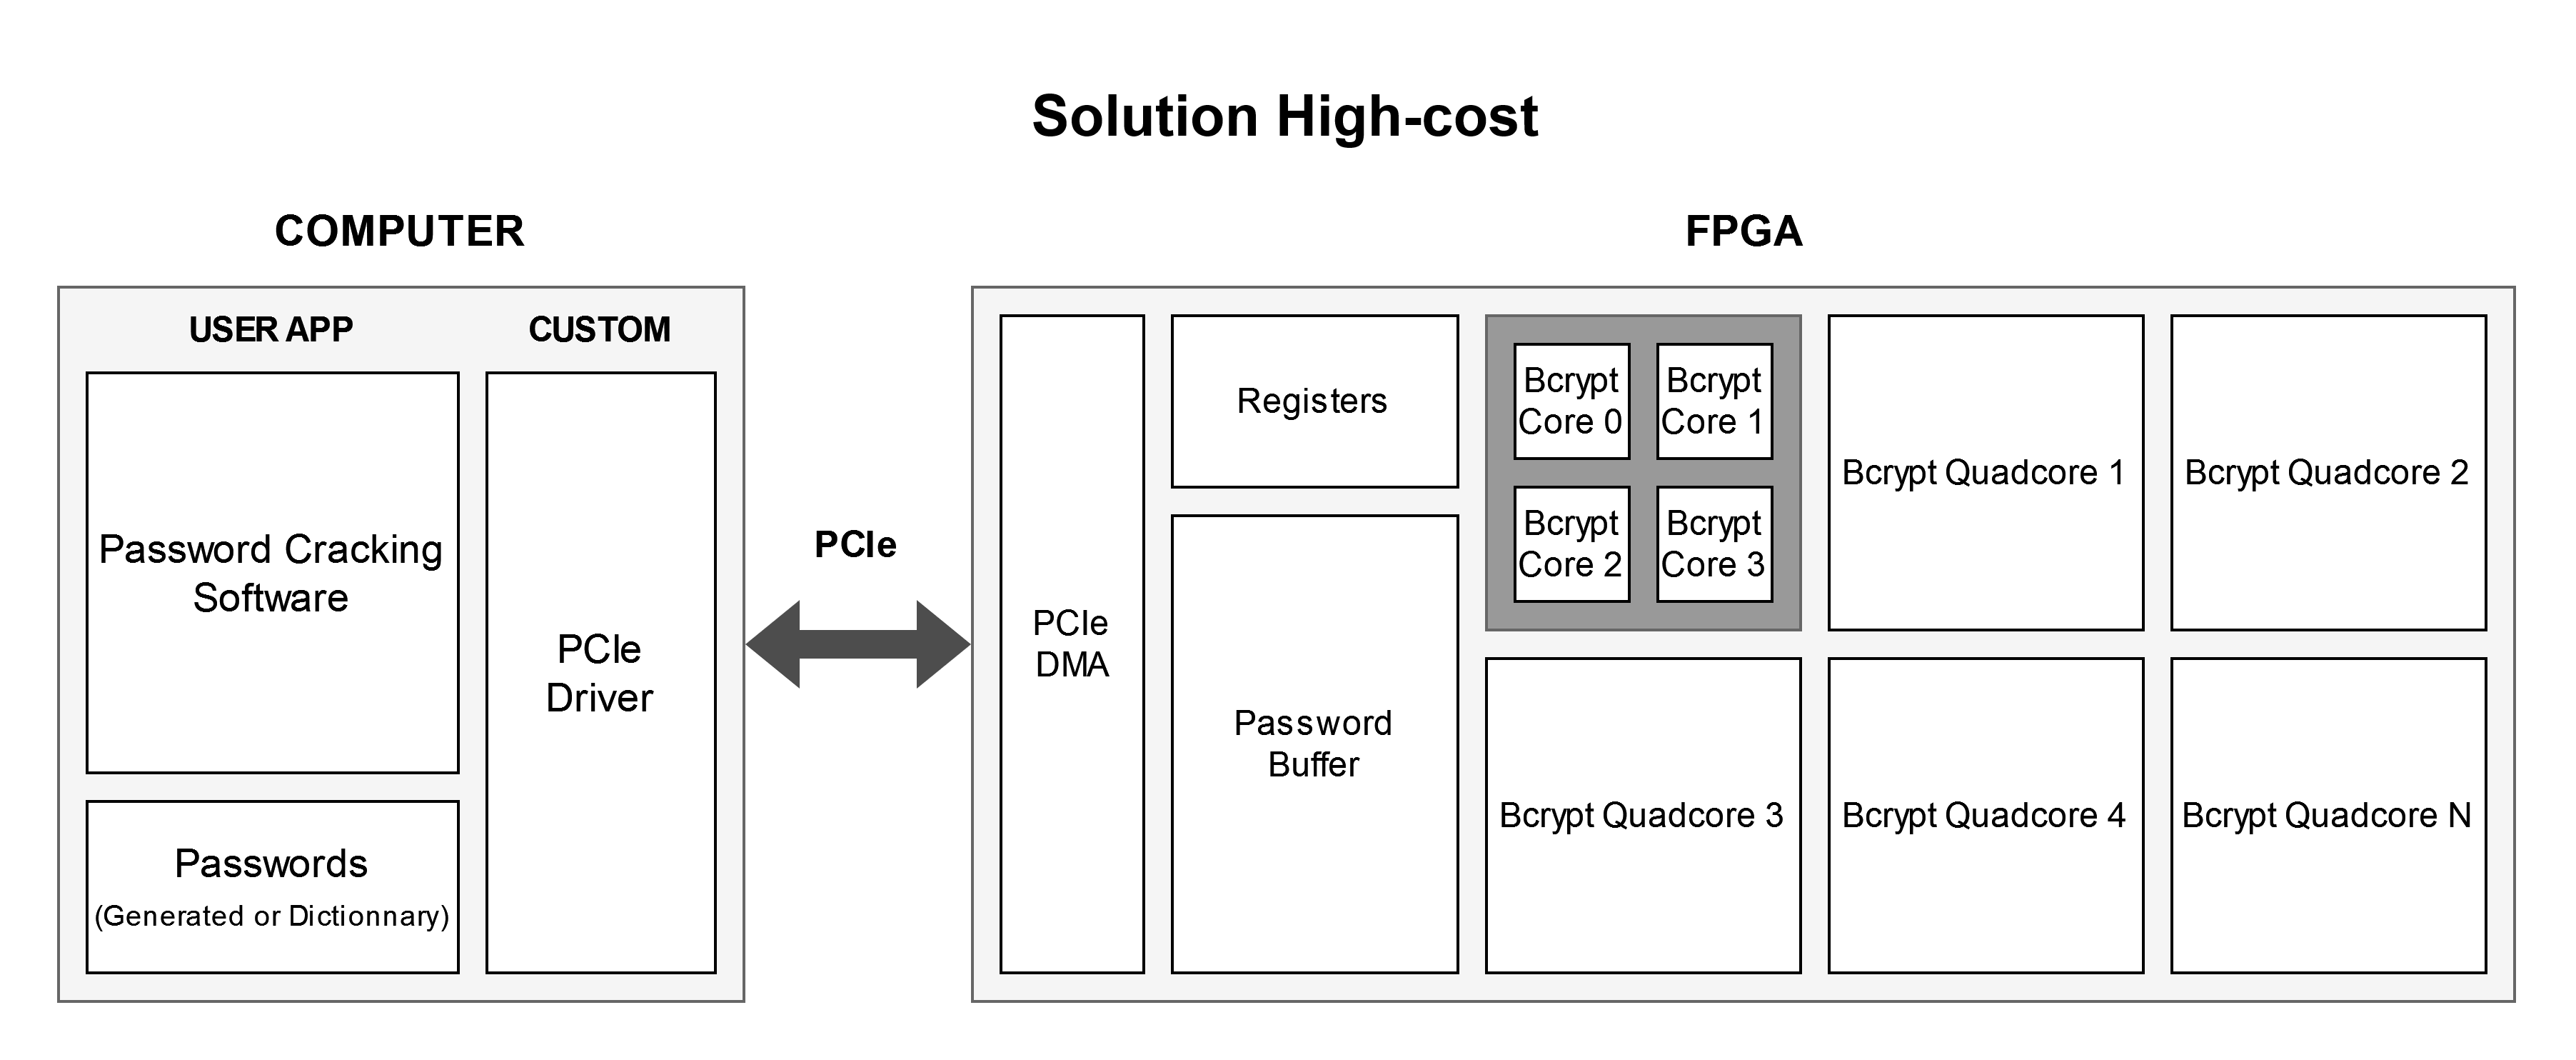 Solution High-cost
COMPUTER
USER APP
CUSTOM
Password Cracking
Software
Passwords
(Generated or Dictionnary)
PCIe
Driver
PCIe
FPGA
PCIe
DMA
Registers
Password
Buffer
Bcrypt
Core 0
Bcrypt
Core 1
Bcrypt
Core 2
Bcrypt
Core 3
Bcrypt Quadcore 1
Bcrypt Quadcore 2
Bcrypt Quadcore 3
Bcrypt Quadcore 4
Bcrypt Quadcore N